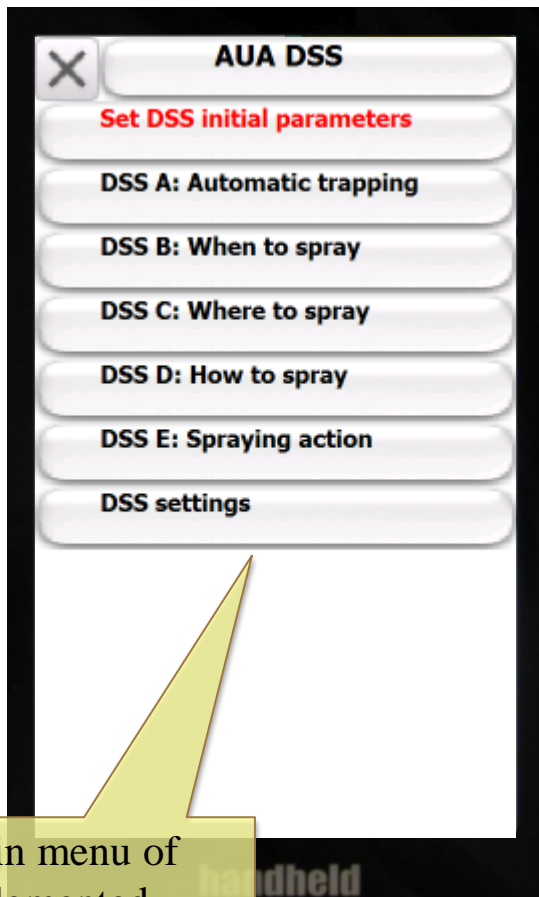 AUA DSS
Set DSS initial parameters
DSS A: Automatic trapping
DSS B: When to spray
DSS C: Where to spray
DSS D: How to spray
DSS E: Spraying action
DSS settings
menu of
handheld